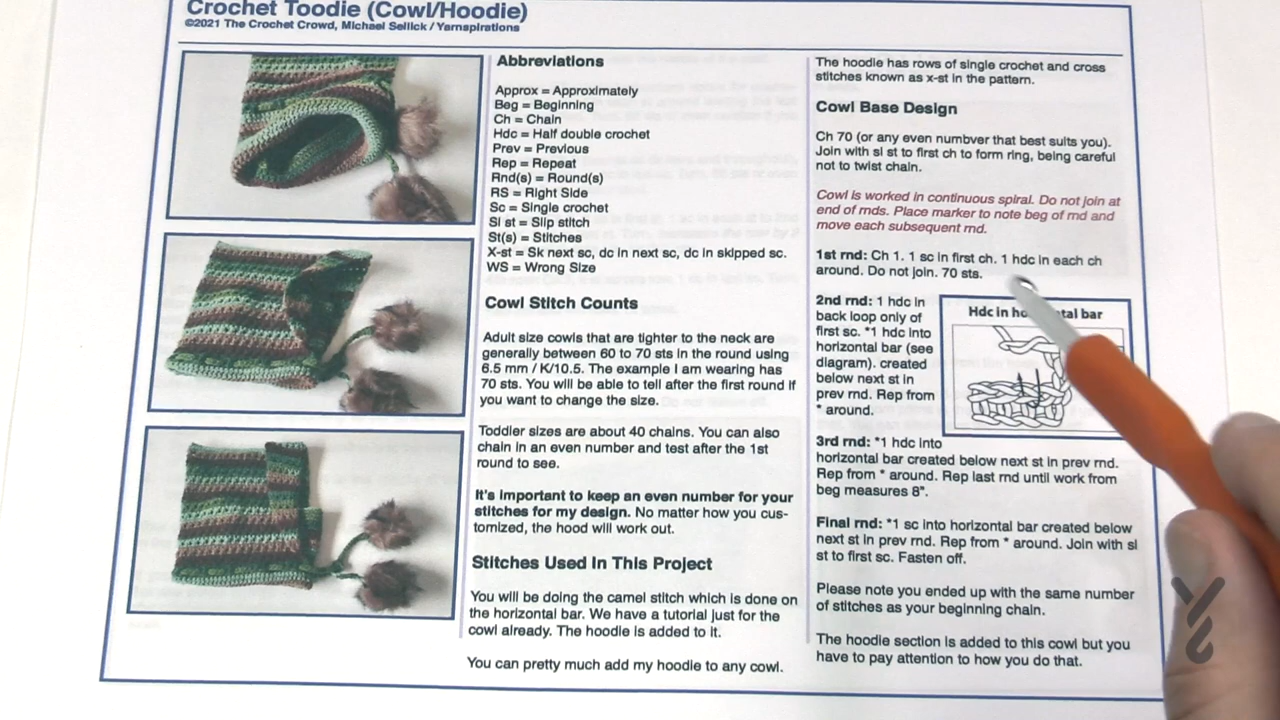 Crochet Toodie (Cowl/Hoodie)
©2021 The Crochet Crowd, Michael Sellick / Yarnspirations
Abbreviations
Approx = Approximately
Beg = Beginning
Ch = Chain
Hdc = Half double crochet
Prev = Previous
Rep = Repeat
Rnd(s) = Round(s)
RS = Right Side
Sc = Single crochet
Sl st = Slip stitch
St(s) = Stitches
X-st = Sk next sc, dc in next sc, dc in skipped sc.
WS = Wrong Size
Cowl Stitch Counts
Adult size cowls that are tighter to the neck are
generally between 60 to 70 sts in the round using
6.5 mm / K/10.5. The example I am wearing has
70 sts. You will be able to tell after the first round if
you want to change the size.
Toddler sizes are about 40 chains. You can also
chain in an even number and test after the 1st
round to see.
It's important to keep an even number for your
stitches for my design. No matter how you cus-
tomized, the hood will work out.
Stitches Used In This Project
You will be doing the camel stitch which is done on
the horizontal bar. We have a tutorial just for the
cowl already. The hoodie is added to it.
You can pretty much add my hoodie to any cowl.
The hoodie has rows of single crochet and cross
stitches known as x-st in the pattern.
Cowl Base Design
Ch 70 (or any even numbver that best suits you).
Join with sl st to first ch to form ring, being careful
not to twist chain.
Cowl is worked in continuous spiral. Do not join at
end of rnds. Place marker to note beg of rnd and
move each subsequent rnd.
1st rnd: Ch 1. 1 sc in first ch. 1 hdc in each ch
around. Do not join. 70 sts.
2nd rnd: 1 hdc in
back loop only of
first sc. *1 hdc into
horizontal bar (see
diagram). created
below next st in
prev rnd. Rep from
* around.
Hdc in ho tal bar
3rd rnd: *1 hdc into
horizontal bar created below next st in prev rnd.
Rep from * around. Rep last rnd until work from
beg measures 8".
Final rnd: *1 sc into horizontal bar created below
next st in prev rnd. Rep from * around. Join with sl
st to first sc. Fasten off.
Please note you ended up with the same number
of stitches as your beginning chain.
The hoodie section is added to this cowl but you
have to pay attention to how you do that.